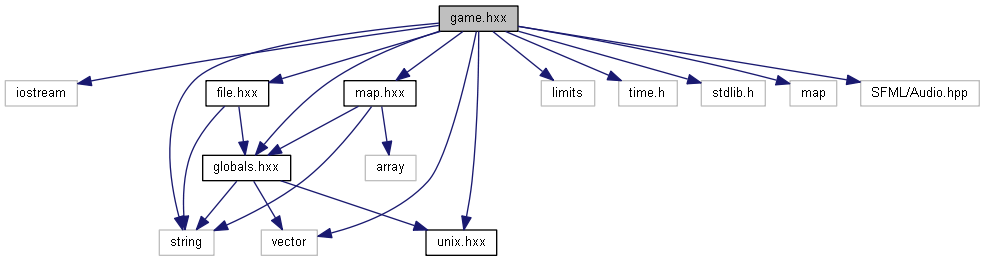 game.hxx
iostream
file.hxx
map.hxx
limits
time.h
stdlib.h
map
SFML/Audio.hpp
globals.hxx
array
string
vector
unix.hxx